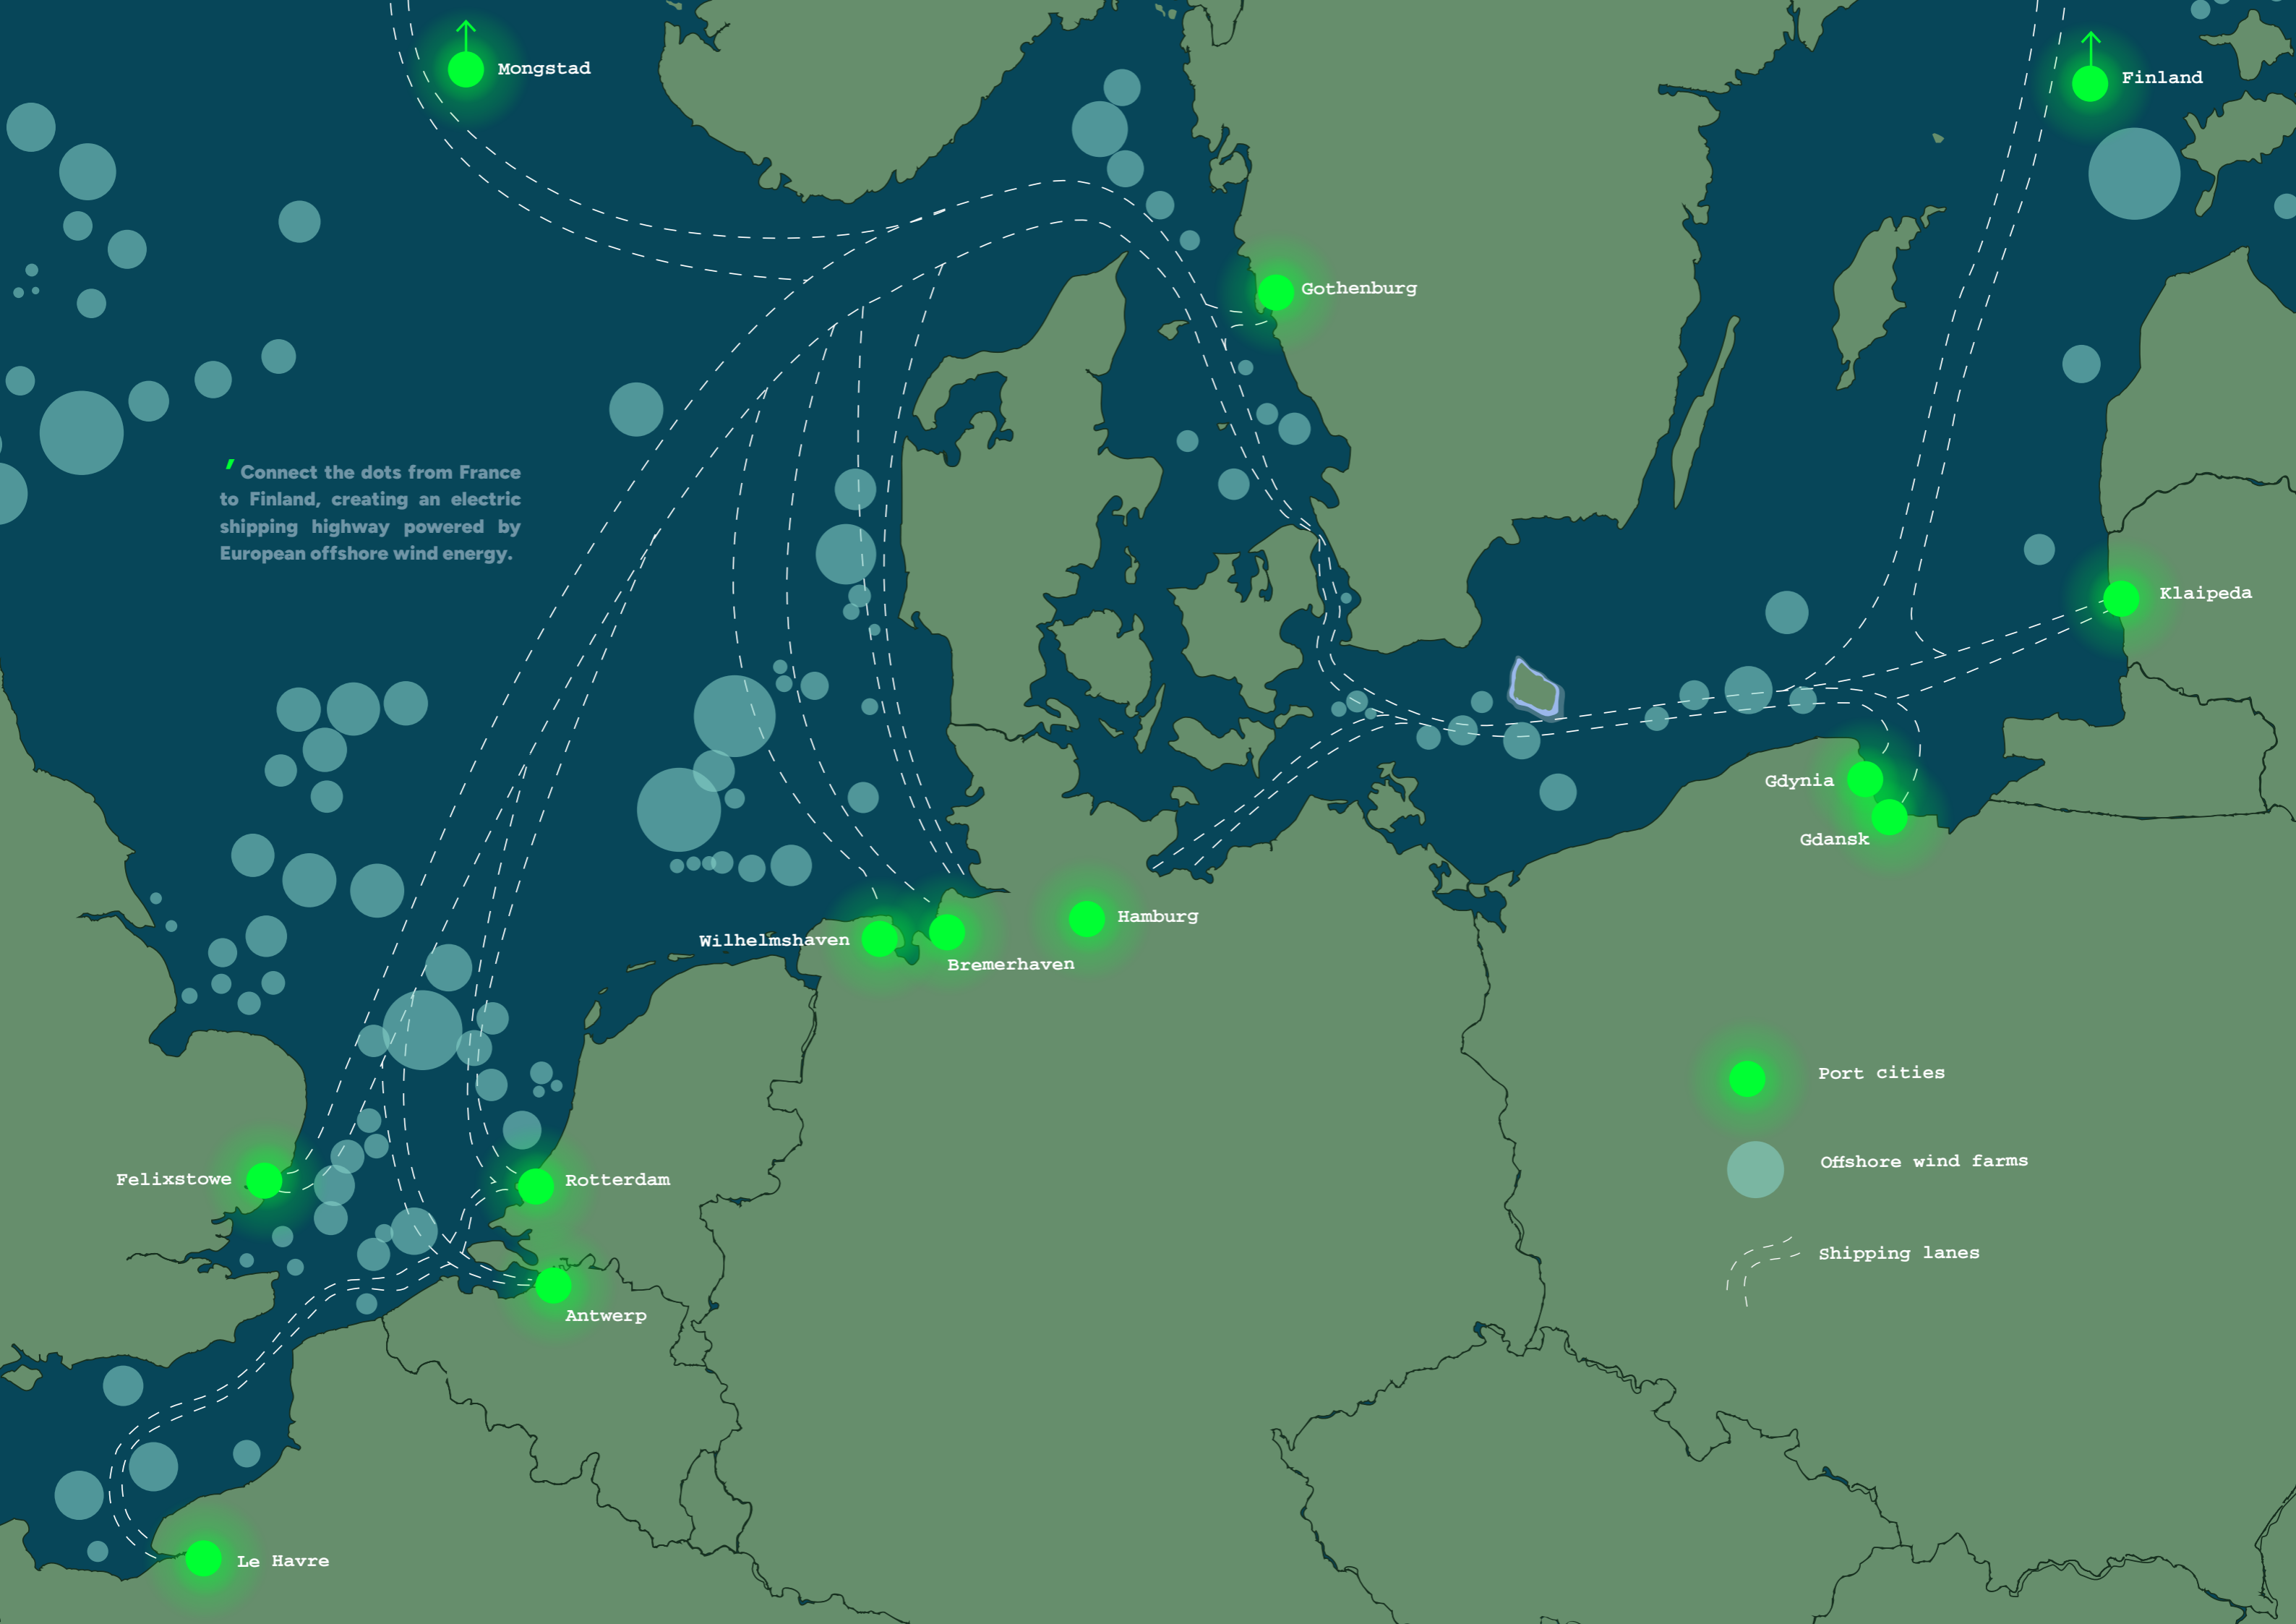 Mongstad
Finland
Gothenburg
' Connect the dots from France
to Finland, creating an electric
shipping highway powered by
European offshore wind energy.
Klaipeda
Gdynia
Gdansk
Hamburg
Wilhelmshaven
Bremerhaven
Port cities
Offshore wind farms
Felixstowe
Rotterdam
Shipping lanes
Antwerp
Le Havre